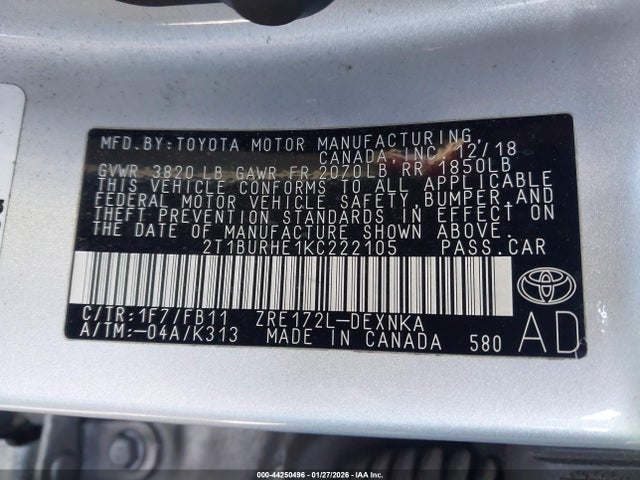 MFD.BY:TOYOTA MOTOR MANUFACTURING
CANADA, INC. 12/18
GVWR 3820 LB GAWR FR 2070LB RR 1850LB
THIS VEHICLE CONFORMS TO ALL APPLICABLE
FEDERAL MOTOR VEHICLE SAFETY, BUMPER, AND
THEFT PREVENTION STANDARDS IN EFFECT ON
THE DATE OF MANUFACTURE SHOWN ABOVE.
2T1BURHE1KC222105 PASS.CAR
C/TR:1F7/FB11 ZRE172L-DEXNKA
A/TM:-04A/K313 MADE IN CANADA 580 AD
000-44250496 - 01/27/2026 - IAA Inc.